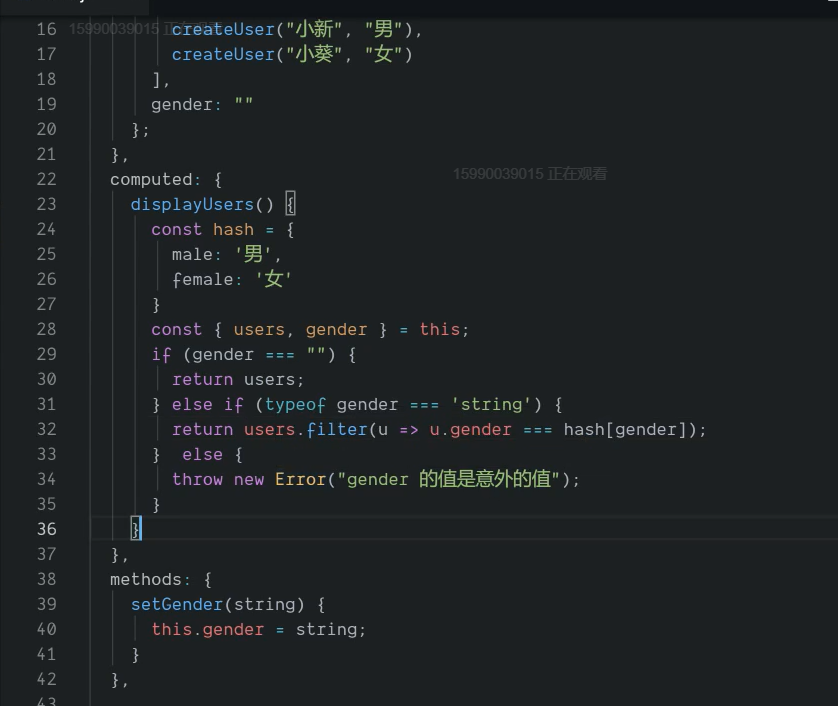 15990039015 正在观看
16 createUser("小新", "男"),
17 createUser("小葵", "女")
18 ],
19 gender: ""
20 };
21 },
15990039015 正在观看
22 computed: {
23 displayUsers() {
24 const hash = {
25 male: '男',
26 female: '女'
27 }
28 const { users, gender } = this;
29 if (gender === "") {
30 return users;
31 } else if (typeof gender === 'string') {
32 return users.filter(u => u.gender === hash[gender]);
33 }  else {
34 throw new Error("gender 的值是意外的值");
35 }
36 }
37 },
38 methods: {
39 setGender(string) {
40 this.gender = string;
41 }
42 },
43